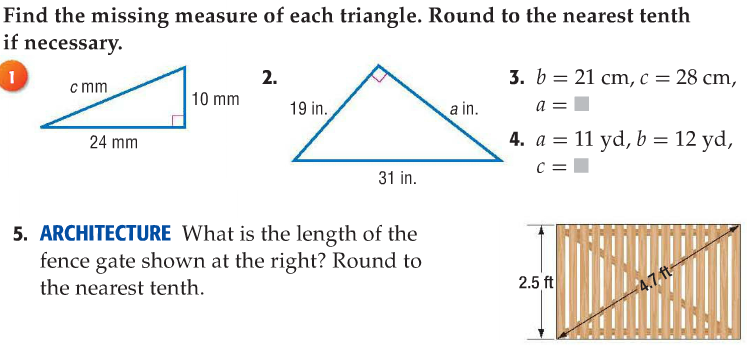 Find the missing measure of each triangle. Round to the nearest tenth
if necessary.
1
c mm
10 mm
24 mm
2.
19 in.
a in.
31 in.
3. b = 21 cm, c = 28 cm,
a = ■
4. a = 11 yd, b = 12 yd,
c = ■
5. ARCHITECTURE What is the length of the
fence gate shown at the right? Round to
the nearest tenth.
2.5 ft
4.7 ft